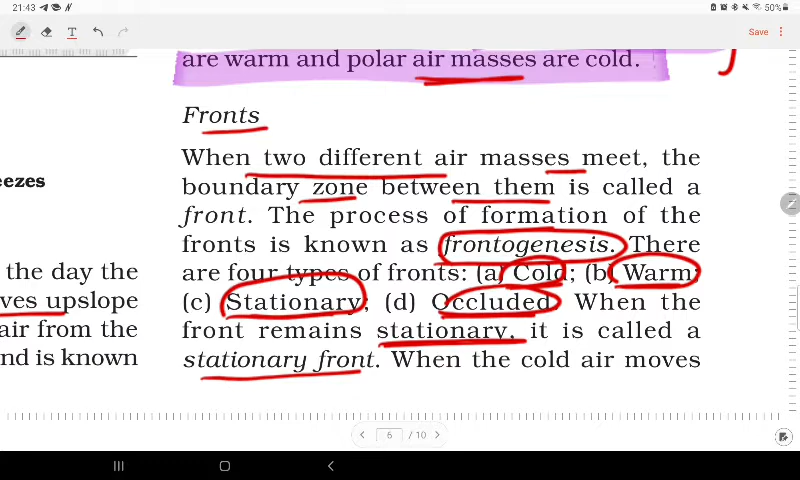 21:43
50%
T
Save
are warm and polar air masses are cold.
Fronts
When two different air masses meet, the
boundary zone between them is called a
front. The process of formation of the
fronts is known as frontogenesis. There
are four types of fronts: (a) Cold; (b) Warm;
(c) Stationary; (d) Occluded. When the
front remains stationary, it is called a
stationary front. When the cold air moves
ezes
the day the
ves upslope
air from the
nd is known
6 / 10